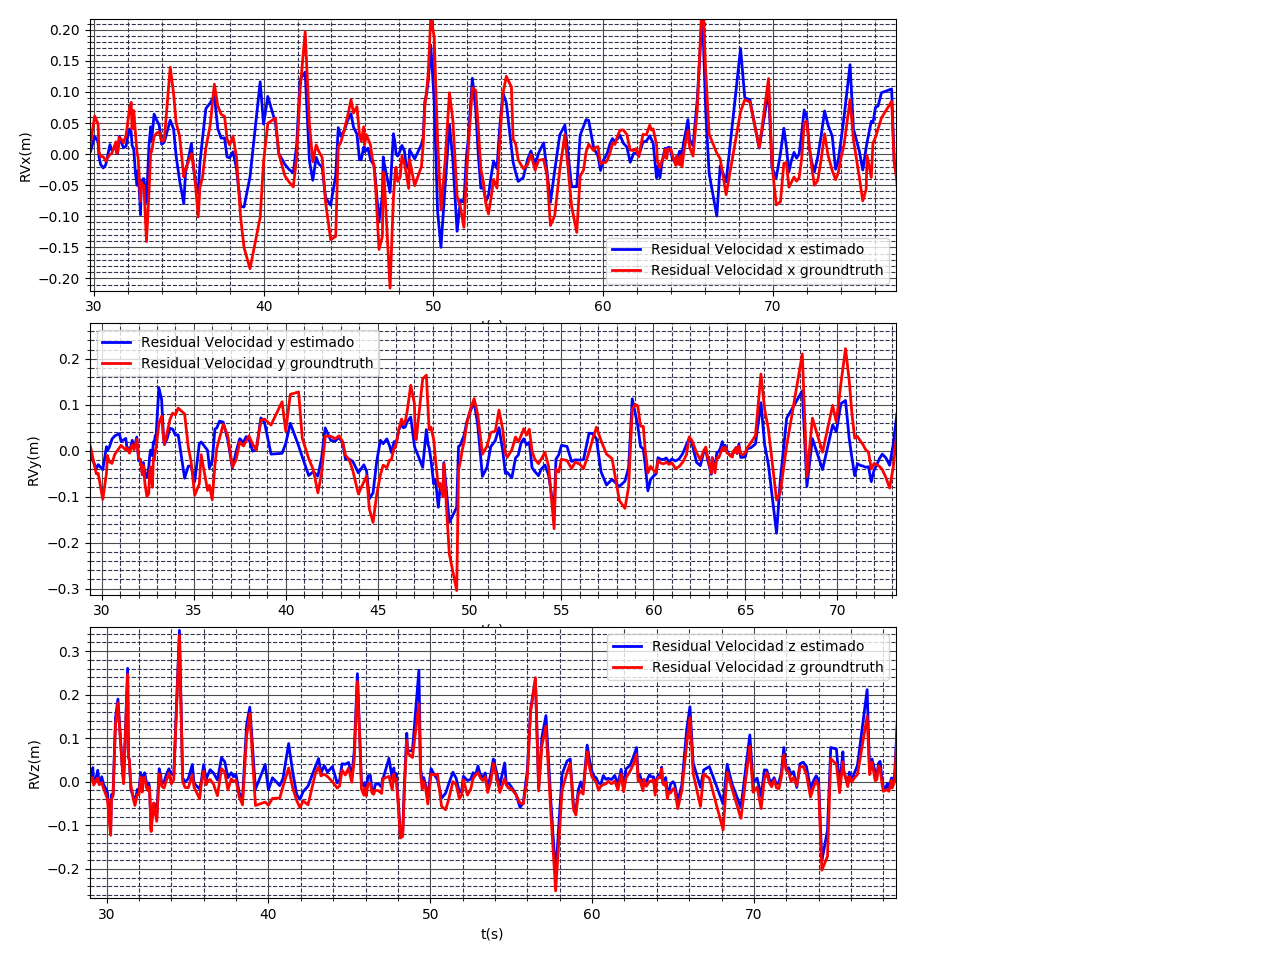 0.20
0.15
0.10
0.05
0.00
−0.05
−0.10
−0.15
−0.20
RVx(m)
Residual Velocidad x estimado
Residual Velocidad x groundtruth
30 40 50 60 70
0.2
0.1
0.0
−0.1
−0.2
−0.3
RVy(m)
Residual Velocidad y estimado
Residual Velocidad y groundtruth
30 35 40 45 50 55 60 65 70
0.3
0.2
0.1
0.0
−0.1
−0.2
RVz(m)
Residual Velocidad z estimado
Residual Velocidad z groundtruth
30 40 50 60 70
t(s)